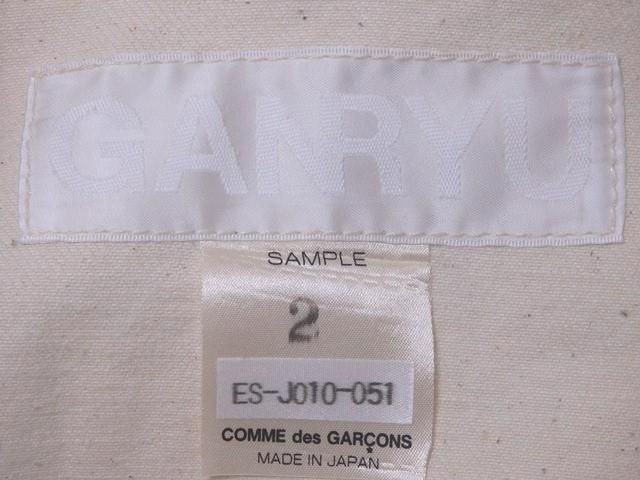 GANRYU
SAMPLE
2
ES-J010-051
COMME des GARÇONS
MADE IN JAPAN